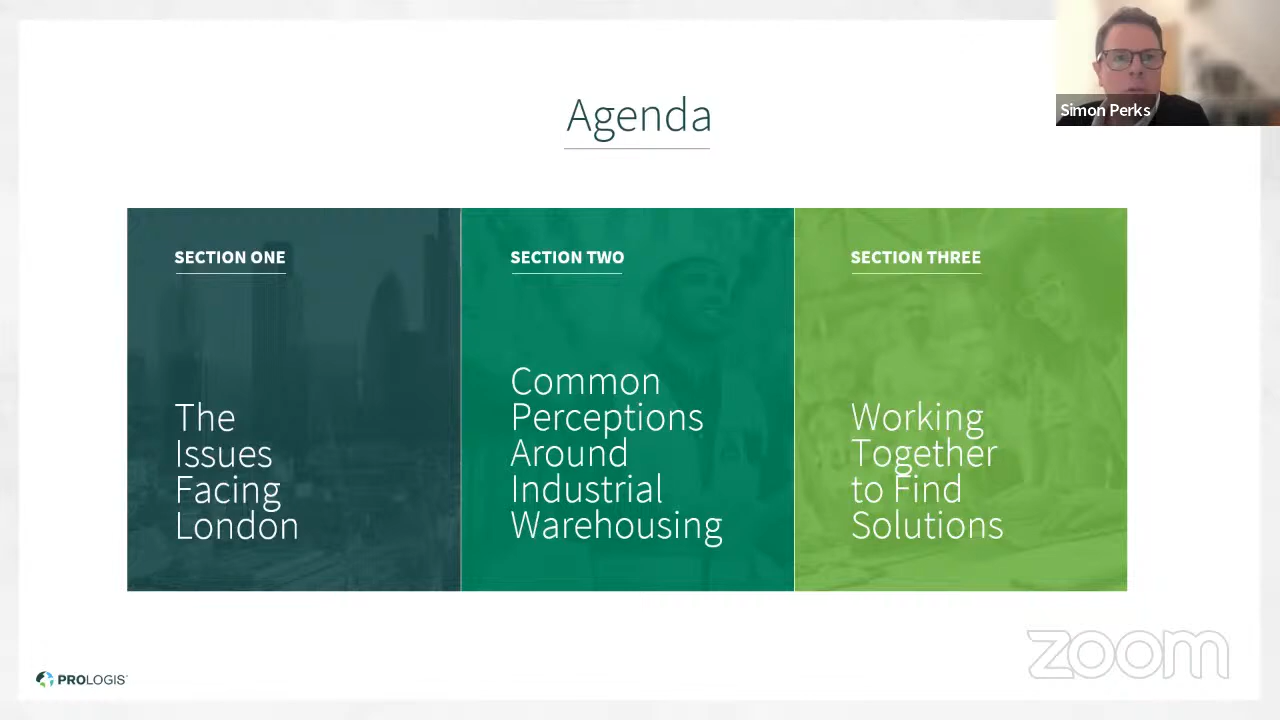 Agenda
Simon Perks
SECTION ONE
The
Issues
Facing
London
SECTION TWO
Common
Perceptions
Around
Industrial
Warehousing
SECTION THREE
Working
Together
to Find
Solutions
PROLOGIS
zoom